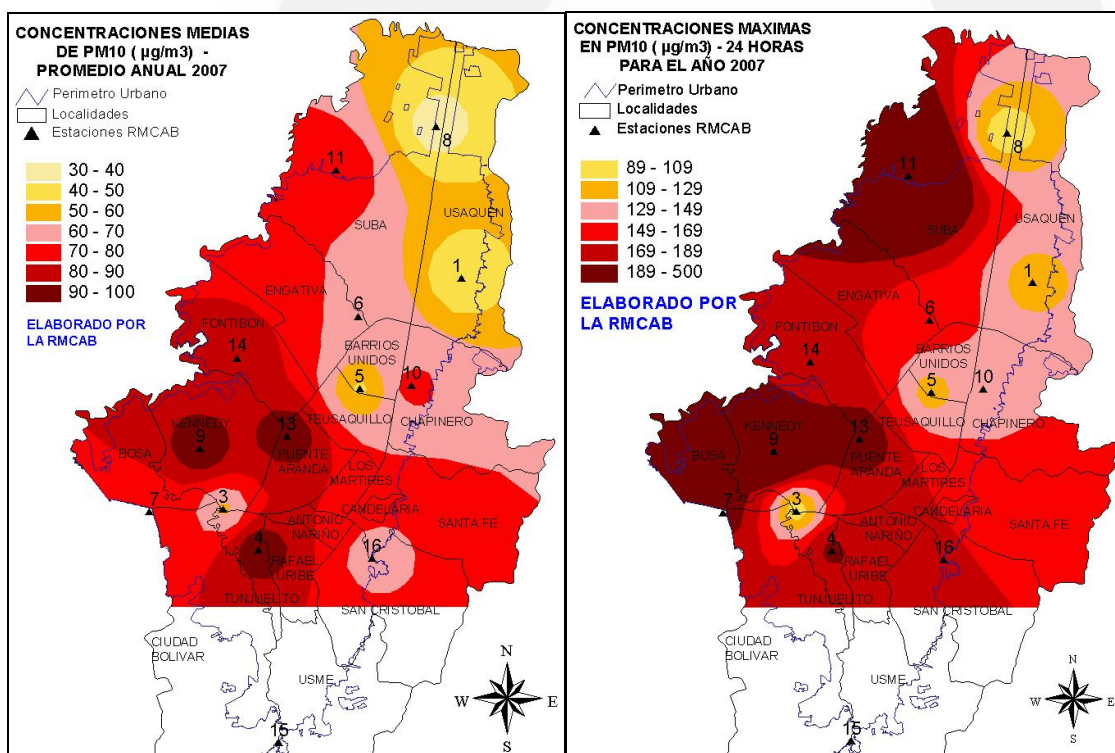 CONCENTRACIONES MEDIAS
DE PM10 ( µg/m3) -
PROMEDIO ANUAL 2007
Perimetro Urbano
Localidades
Estaciones RMCAB
30 - 40
40 - 50
50 - 60
60 - 70
70 - 80
80 - 90
90 - 100
ELABORADO POR
LA RMCAB
8
11
USAQUEN
SUBA
1
ENGATIVA
6
FONTIBON
14
BARRIOS
UNIDOS
5
10
TEUSAQUILLO
CHAPINERO
KENNEDY
9
13
BOSA
PUENTE
ARANDA
LOS
MARTIRES
7
3
CANDELARIA
SANTA FE
ANTONIO
NARIÑO
4
16
RAFAEL
URIBE
TUNJUELITO
SAN CRISTOBAL
CIUDAD
BOLIVAR
USME
15
N
W E
S
CONCENTRACIONES MAXIMAS
EN PM10 ( µg/m3) - 24 HORAS
PARA EL AÑO 2007
Perimetro Urbano
Localidades
Estaciones RMCAB
89 - 109
109 - 129
129 - 149
149 - 169
169 - 189
189 - 500
ELABORADO POR
LA RMCAB
8
11
USAQUEN
SUBA
1
ENGATIVA
6
FONTIBON
14
BARRIOS
UNIDOS
5
10
TEUSAQUILLO
CHAPINERO
KENNEDY
9
13
BOSA
PUENTE
ARANDA
LOS
MARTIRES
7
3
CANDELARIA
SANTA FE
ANTONIO
NARIÑO
4
16
RAFAEL
URIBE
TUNJUELITO
SAN CRISTOBAL
CIUDAD
BOLIVAR
USME
15
N
W E
S